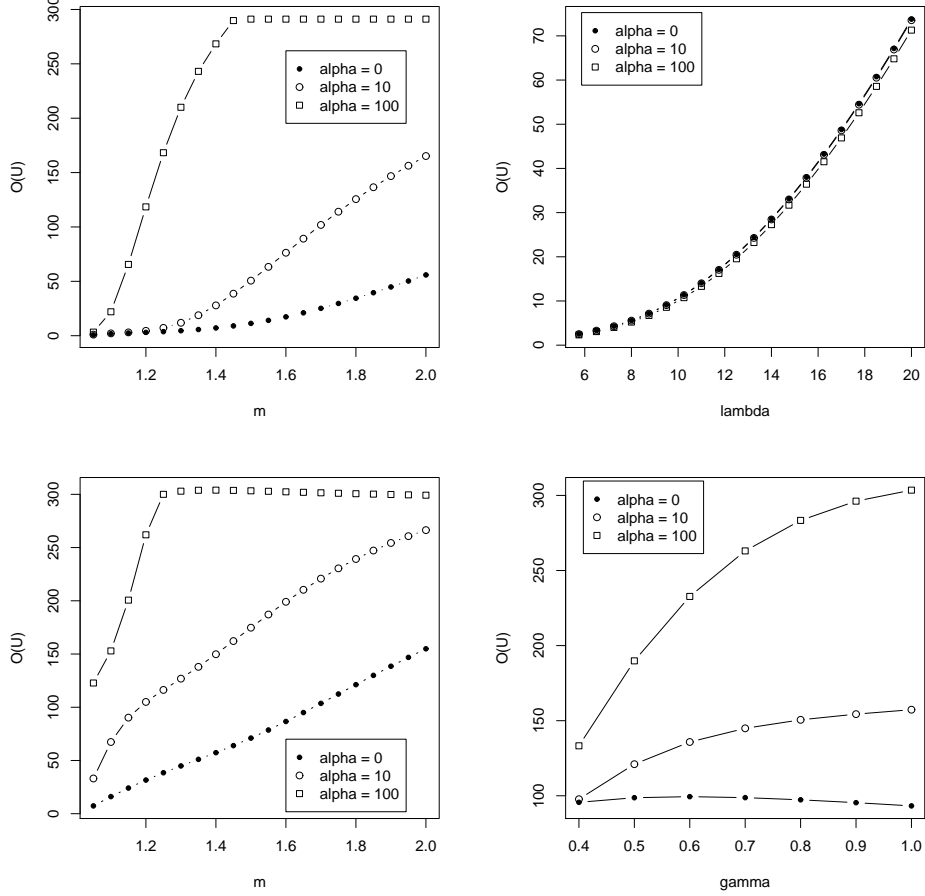 300
250
200
150
100
50
0
O(U)
alpha = 0
alpha = 10
alpha = 100
1.2 1.4 1.6 1.8 2.0
m
70
60
50
40
30
20
10
0
O(U)
alpha = 0
alpha = 10
alpha = 100
6 8 10 12 14 16 18 20
lambda
300
250
200
150
100
50
0
O(U)
alpha = 0
alpha = 10
alpha = 100
1.2 1.4 1.6 1.8 2.0
m
300
250
200
150
100
O(U)
alpha = 0
alpha = 10
alpha = 100
0.4 0.5 0.6 0.7 0.8 0.9 1.0
gamma